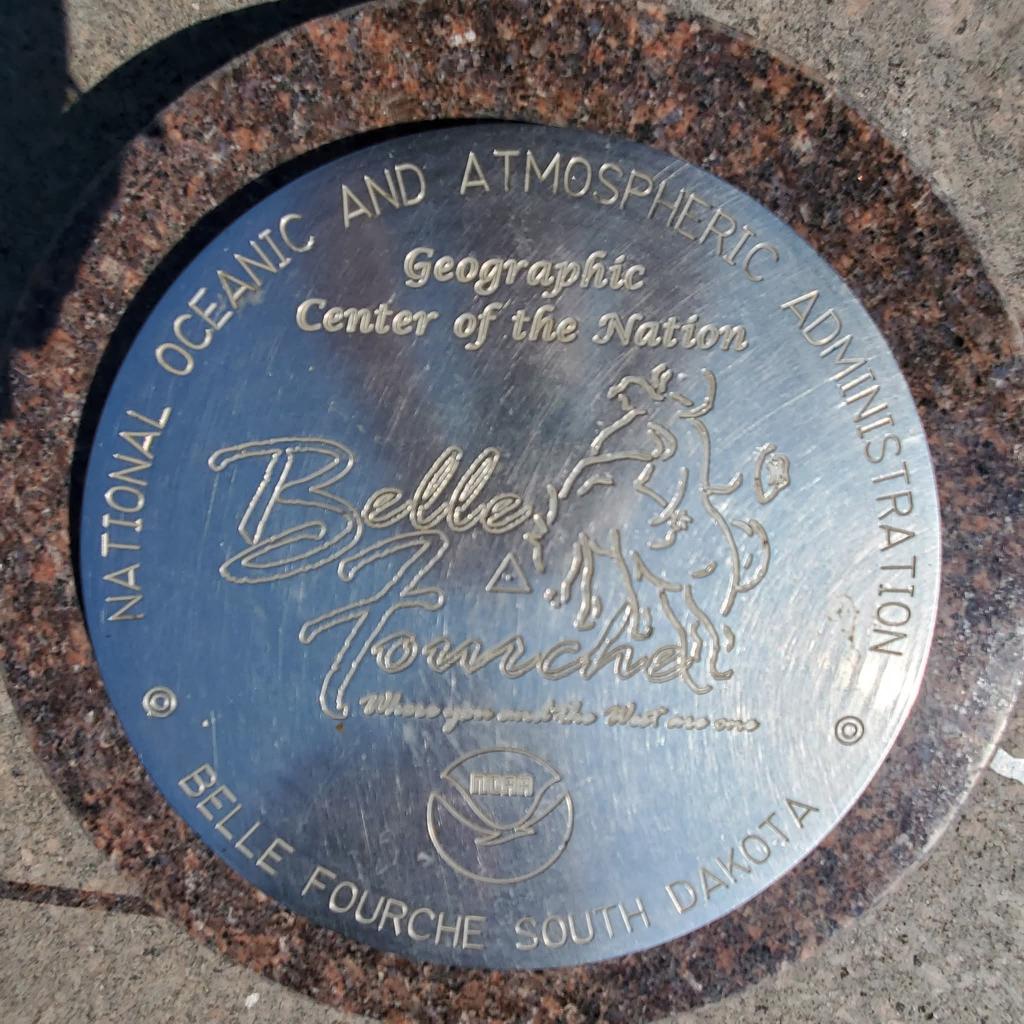 NATIONAL OCEANIC AND ATMOSPHERIC ADMINISTRATION
Geographic
Center of the Nation
Belle
Fourche
Where you and the West are one
NOAA
© ©
BELLE FOURCHE SOUTH DAKOTA